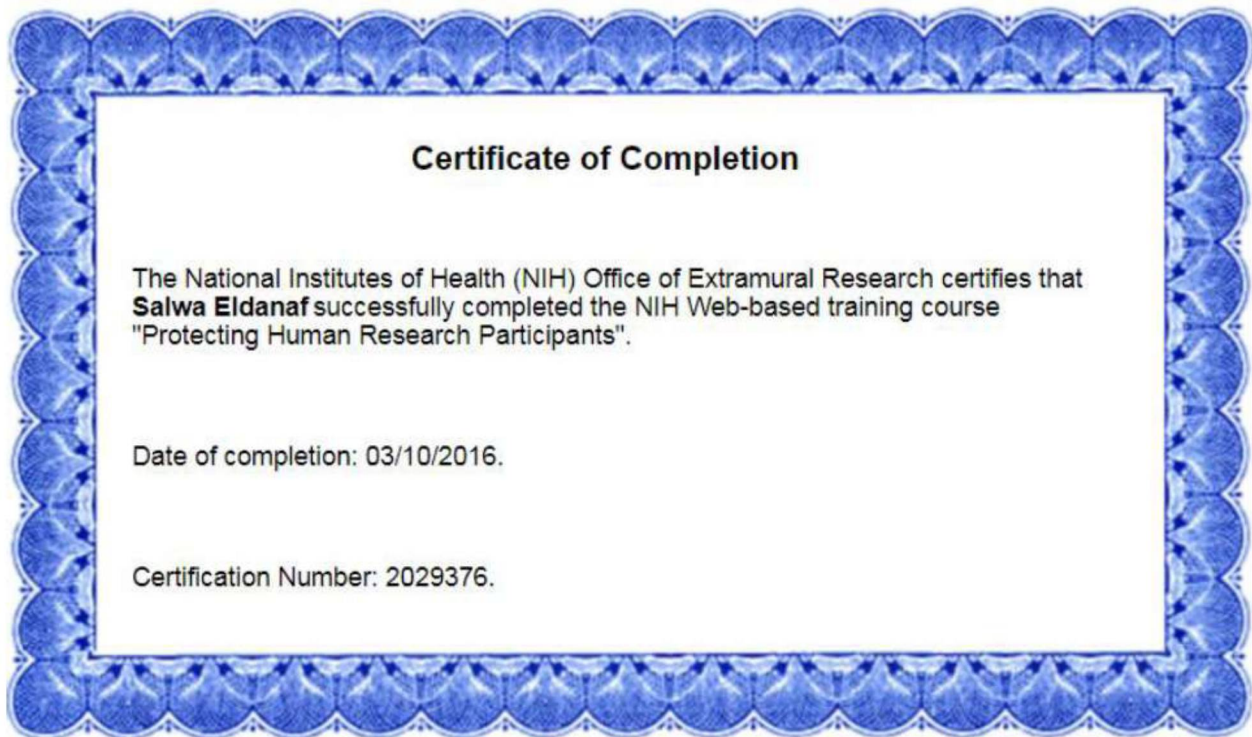 Certificate of Completion
The National Institutes of Health (NIH) Office of Extramural Research certifies that
Salwa Eldanaf successfully completed the NIH Web-based training course
"Protecting Human Research Participants".
Date of completion: 03/10/2016.
Certification Number: 2029376.